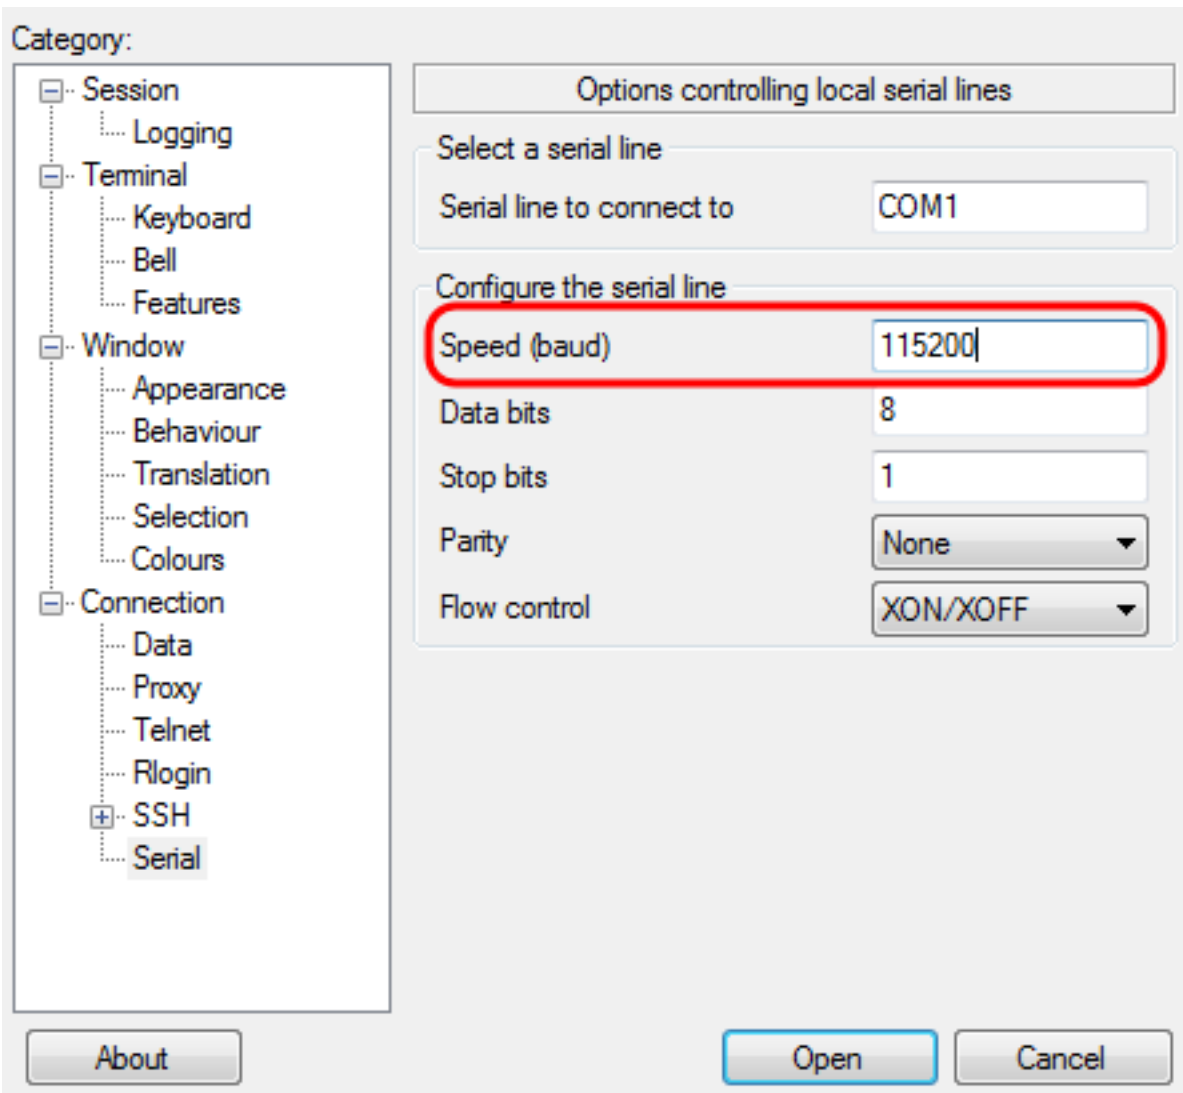 Category:
Session
Logging
Terminal
Keyboard
Bell
Features
Window
Appearance
Behaviour
Translation
Selection
Colours
Connection
Data
Proxy
Telnet
Rlogin
SSH
Serial
Options controlling local serial lines
Select a serial line
Serial line to connect to COM1
Configure the serial line
Speed (baud) 115200
Data bits 8
Stop bits 1
Parity None
Flow control XON/XOFF
About Open Cancel